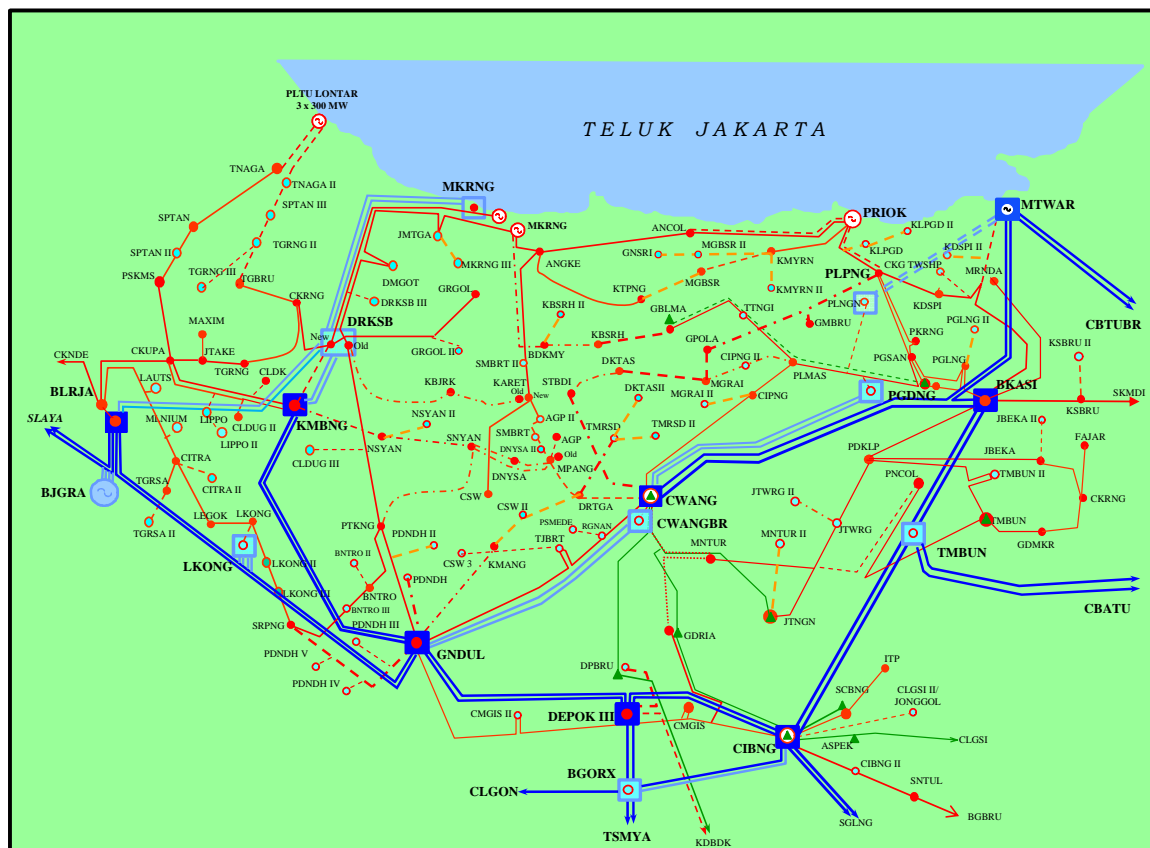 PLTU LONTAR
3 x 300 MW
TELUK JAKARTA
TNAGA
TNAGA II
MKRNG
SPTAN III
SPTAN
MTWAR
PRIOK
MKRNG
ANCOL
KLPGD II
JMTGA
TGRNG II
MGBSR II
GNSRI
KLPGD
KDSPI II
SPTAN II
ANGKE
KMYRN
CKG TWSHP
MKRNG III
PLPNG
MRNDA
TGRNG III
TGBRU
PSKMS
DMGOT
GRGOL
KTPNG
MGBSR
KMYRN II
CKRNG
DRKSB III
KBSRH II
GBLMA
TTNGI
PLNGN
KDSPI
CBTUBR
MAXIM
DRKSB
New
Old
GMBRU
PGLNG II
KBSRH
GPOLA
PKRNG
CKUPA
JTAKE
GRGOL II
BDKMY
KSBRU II
CKNDE
TGRNG
CLDK
SMBRT II
DKTAS
CIPNG II
PGSAN
PGLNG
BLRJA
LAUTS
KBJRK
KARET
Old
New
STBDI
DKTASII
MGRAI
PLMAS
MGRAI II
CIPNG
PGDNG
BKASI
SKMDI
KSBRU
SLAYA
MLNIUM
LIPPO
CLDUG II
LIPPO II
KMBNG
NSYAN II
AGP II
JBEKA II
CLDUG III
NSYAN
SNYAN
SMBRT
AGP
TMRSD
TMRSD II
PDKLP
JBEKA
FAJAR
CITRA
DNYSA II
Old
DNYSA
MPANG
PNCOL
TMBUN II
TGRSA
CITRA II
CSW
DRTGA
CWANG
JTWRG II
CKRNG
BJGRA
LEGOK
LKONG
CSW II
CWANGBR
TMBUN
TGRSA II
PTKNG
PDNDH II
PSMEDE
RGNAN
MNTUR II
JTWRG
GDMKR
LKONG
LKONG II
BNTRO II
CSW 3
KMANG
TJBRT
MNTUR
TMBUN
LKONG III
BNTRO
PDNDH
CBATU
BNTRO III
SRPNG
PDNDH III
JTNGN
GNDUL
GDRIA
PDNDH V
DPBRU
ITP
PDNDH IV
SCBNG
CLGSI II/
JONGGOL
CMGIS II
DEPOK III
CMGIS
CIBNG
ASPEK
CLGSI
CIBNG II
BGORX
SNTUL
CLGON
BGBRU
SGLNG
TSMYA
KDBDK